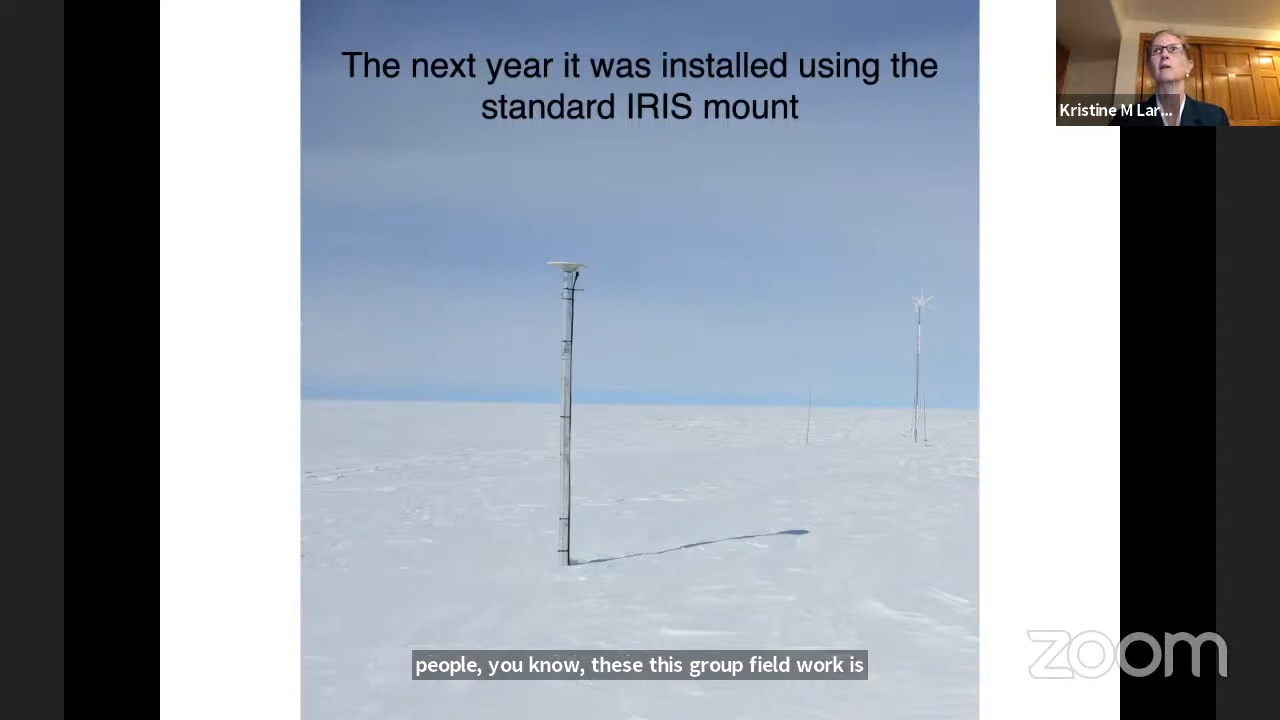 The next year it was installed using the
standard IRIS mount
Kristine M Lar...
people, you know, these this group field work is
zoom